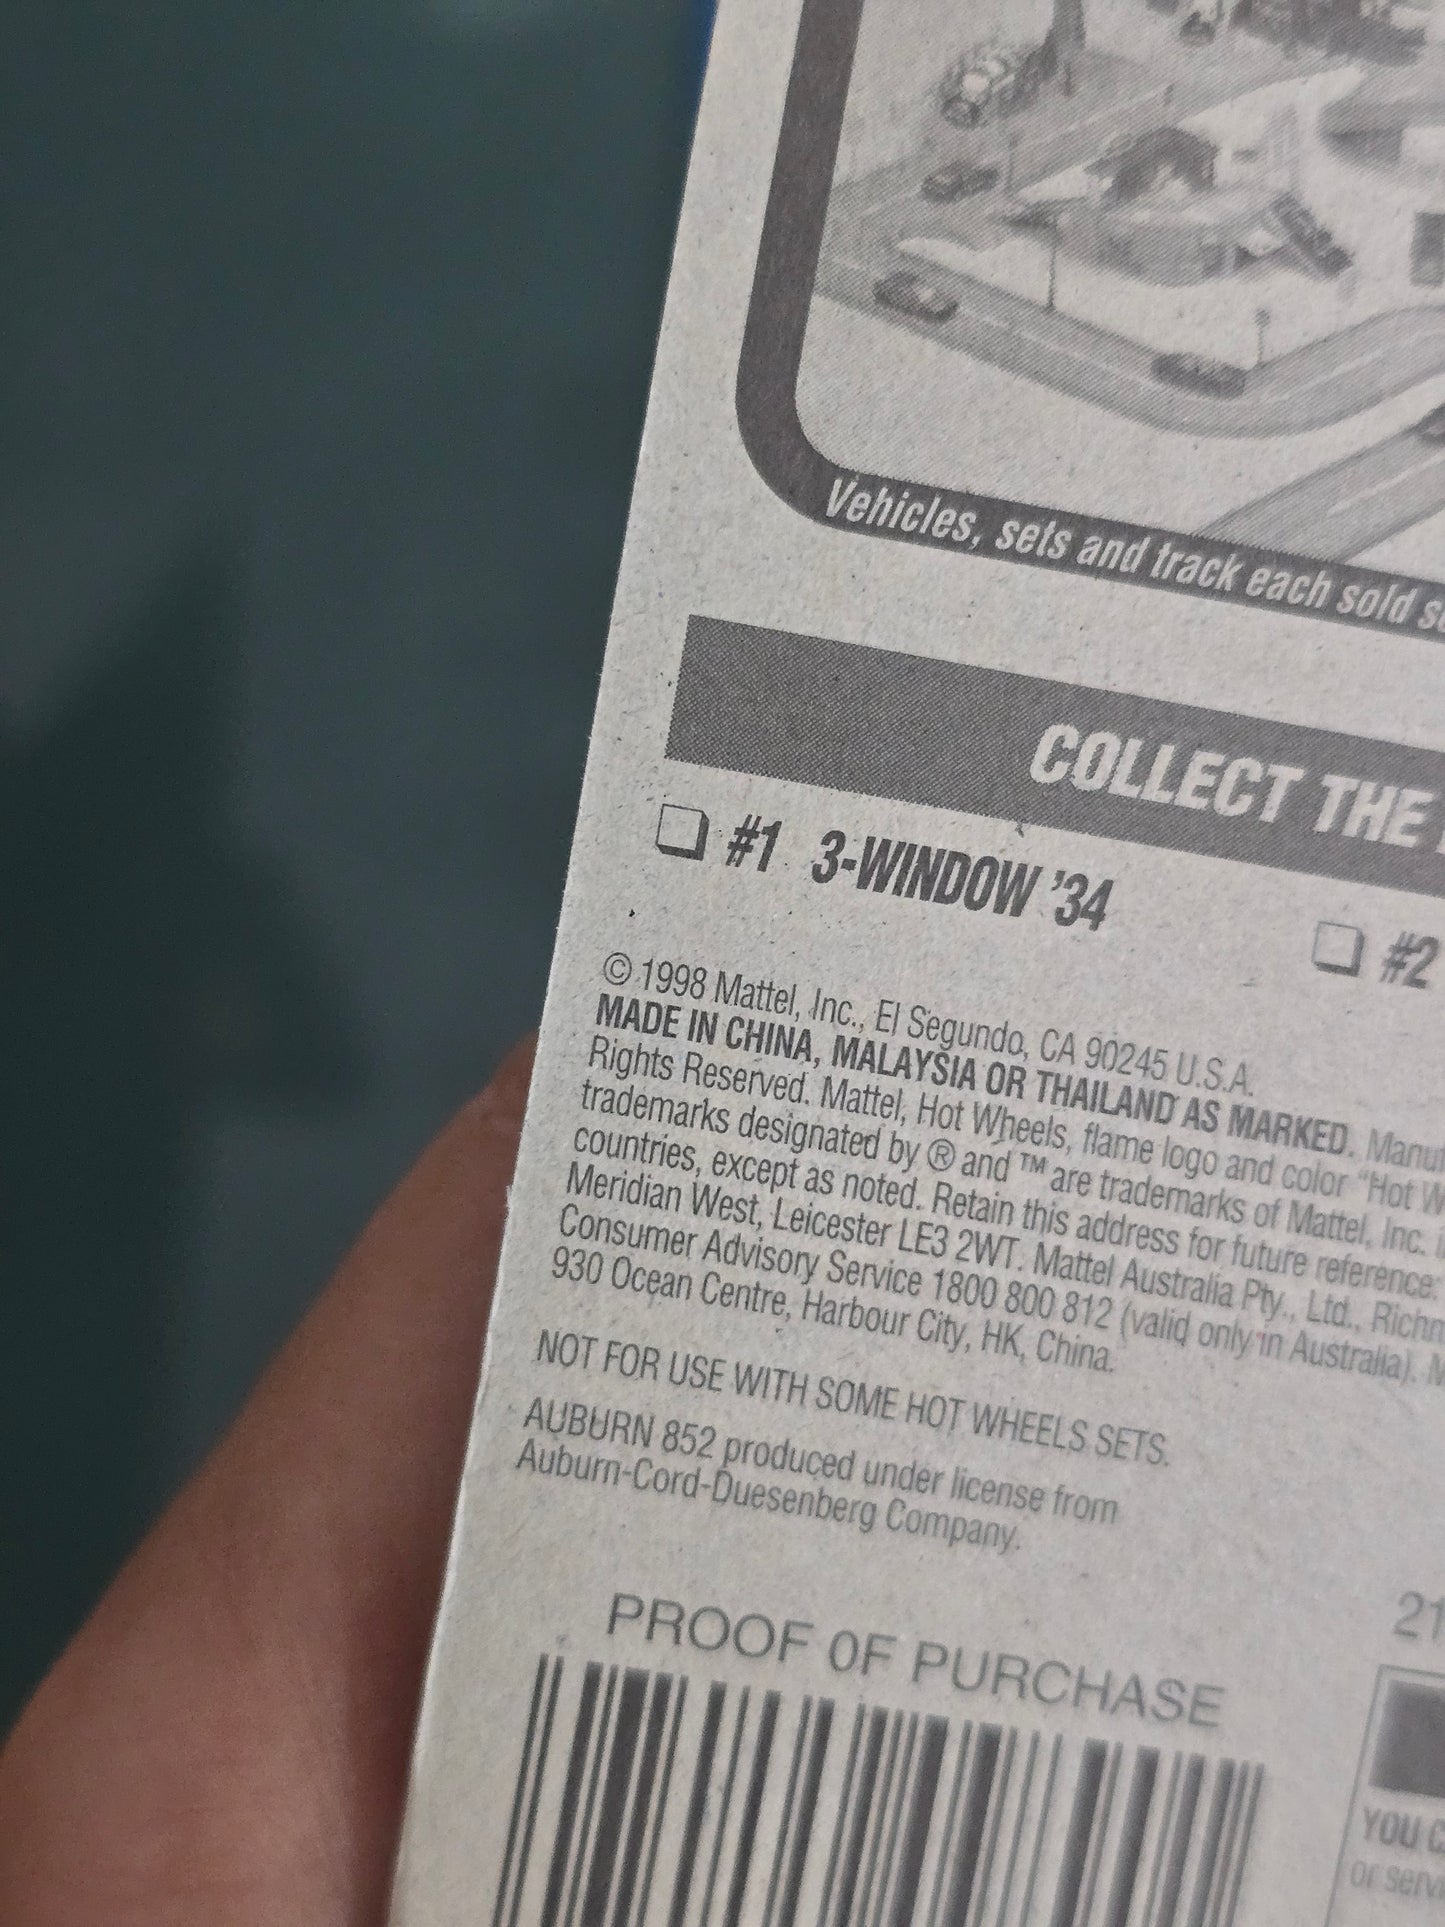 Vehicles, sets and track each sold
COLLECT THE
#1 3-WINDOW '34
#2
© 1998 Mattel, Inc., El Segundo, CA 90245 U.S.A.
MADE IN CHINA, MALAYSIA OR THAILAND AS MARKED.
Rights Reserved. Mattel, Hot Wheels, flame logo and color "Hot
trademarks designated by ® and ™ are trademarks of Mattel, Inc.
countries, except as noted. Retain this address for future reference:
Meridian West, Leicester LE3 2WT. Mattel Australia Pty., Ltd.,
Consumer Advisory Service 1800 800 812 (valid only in Australia).
930 Ocean Centre, Harbour City, HK, China.
NOT FOR USE WITH SOME HOT WHEELS SETS.
AUBURN 852 produced under license from
Auburn-Cord-Duesenberg Company.
PROOF OF PURCHASE
21
YOU
or